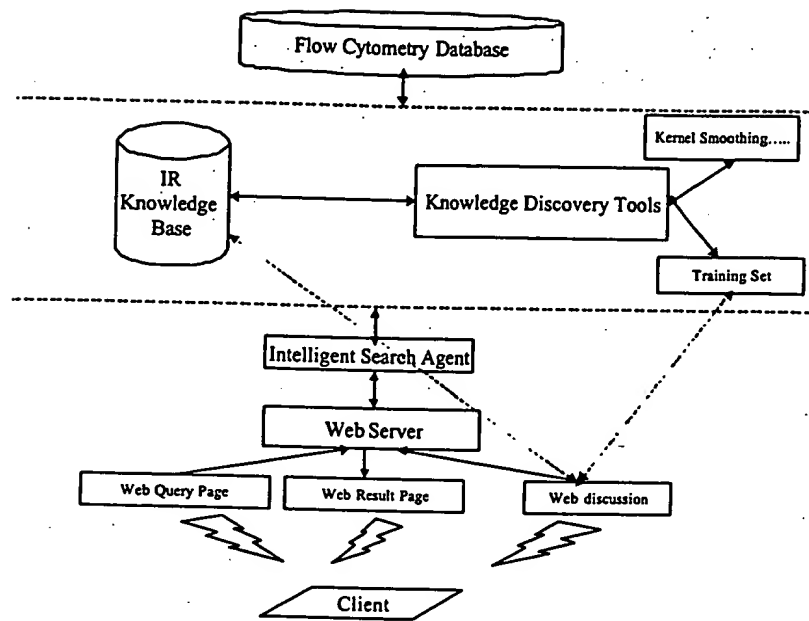 Flow Cytometry Database
Kernel Smoothing.....
IR
Knowledge
Base
Knowledge Discovery Tools
Training Set
Intelligent Search Agent
Web Server
Web Query Page
Web Result Page
Web discussion
Client